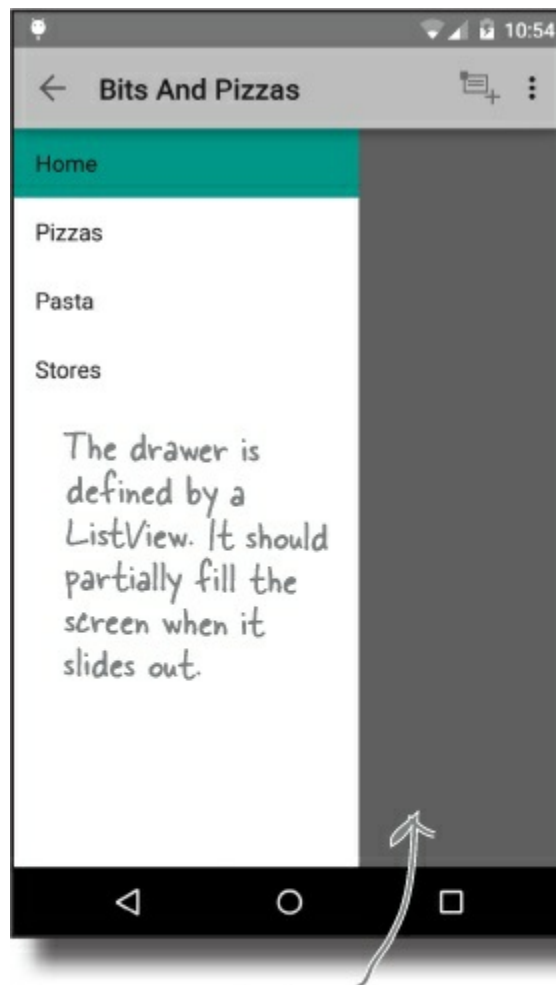 10:54
Bits And Pizzas
Home
Pizzas
Pasta
Stores
The drawer is
defined by a
ListView. It should
partially fill the
screen when it
slides out.